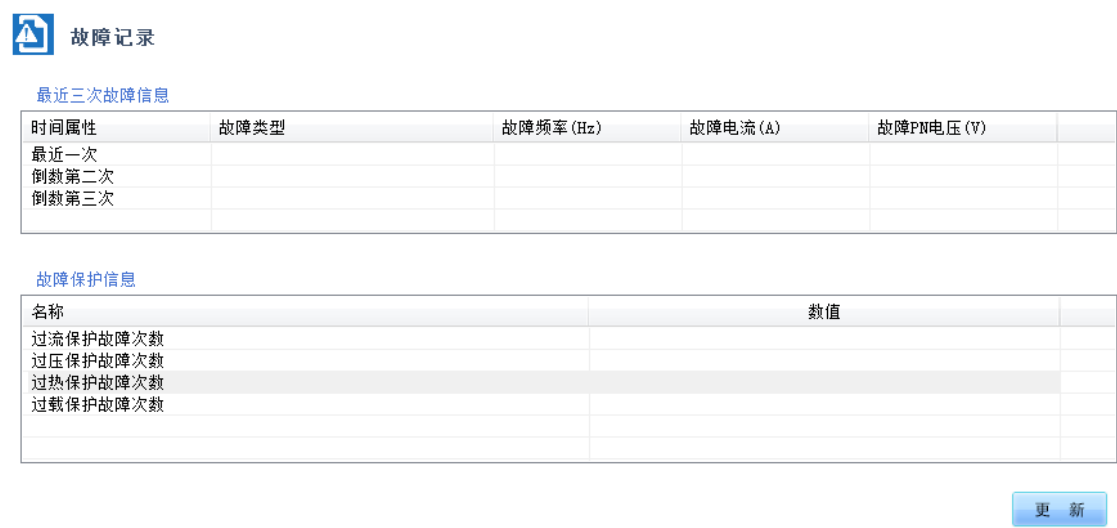 故障记录
最近三次故障信息
时间属性 故障类型 故障频率(Hz) 故障电流(A) 故障PN电压(V)
最近一次
倒数第二次
倒数第三次
故障保护信息
名称 数值
过流保护故障次数
过压保护故障次数
过热保护故障次数
过载保护故障次数
更 新